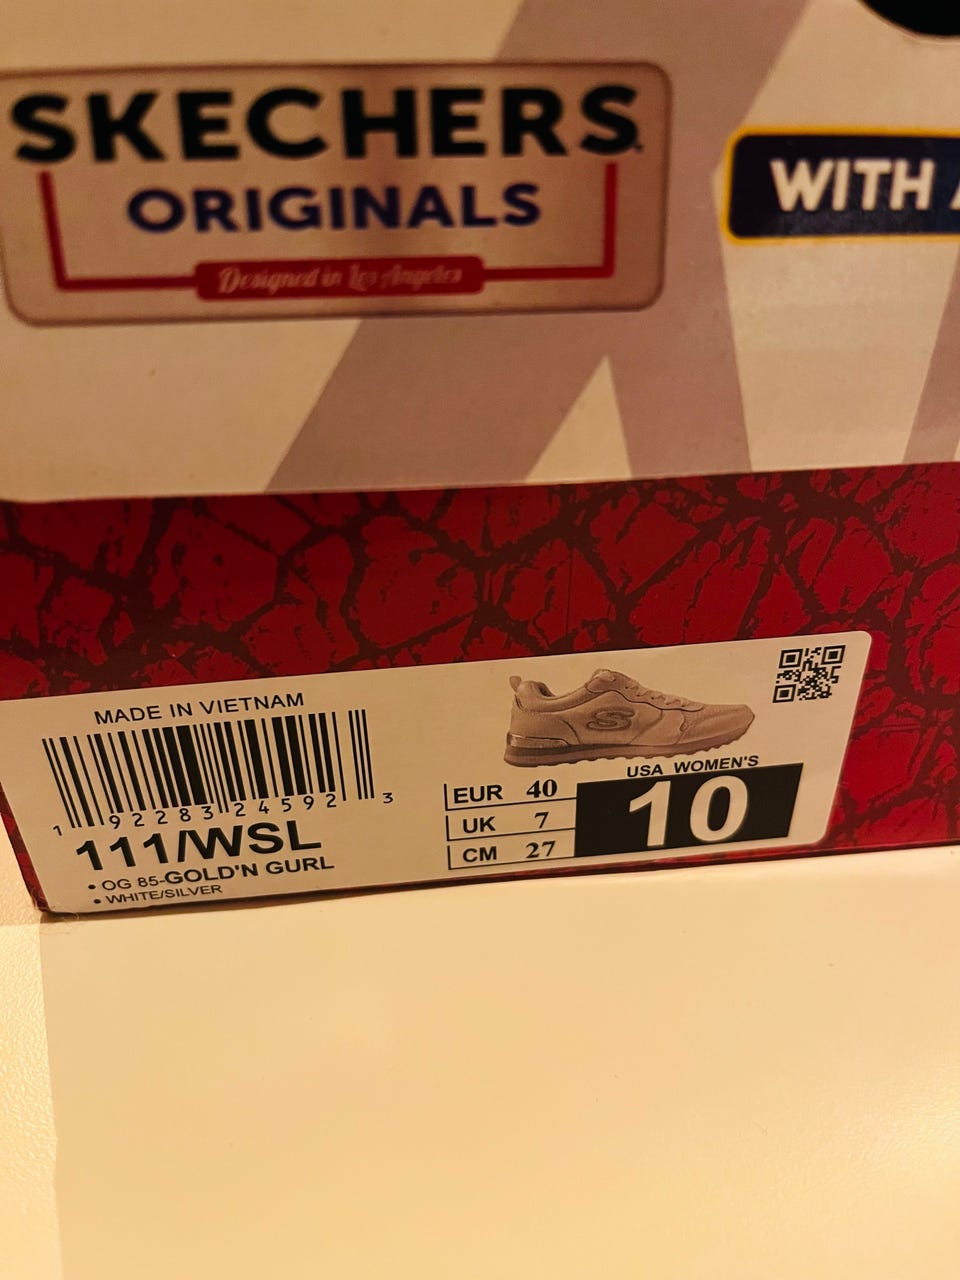 SKECHERS
ORIGINALS
Designed in Los Angeles
WITH
MADE IN VIETNAM
1 92283 24592 3
111/WSL
• OG 85-GOLD'N GURL
• WHITE/SILVER
S
USA WOMEN'S
10
EUR 40
UK 7
CM 27